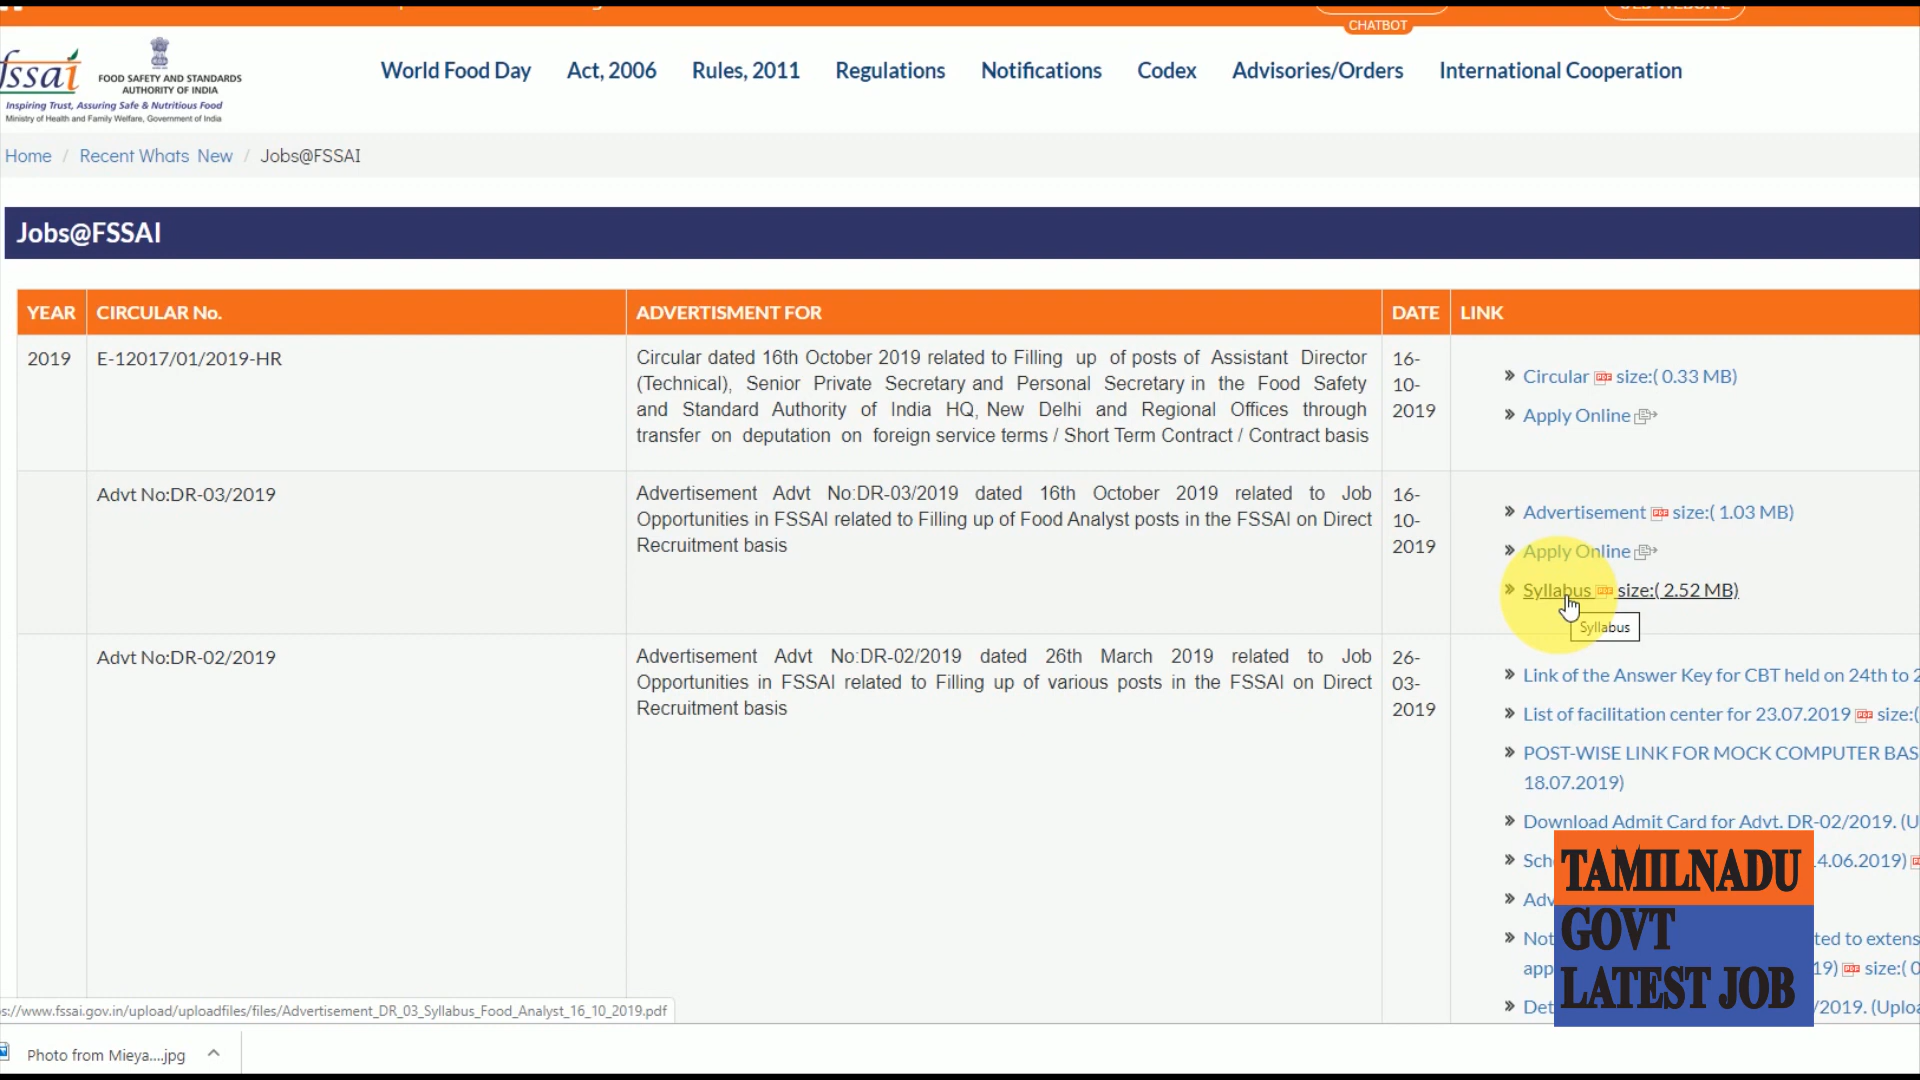 CHATBOT
fssai
FOOD SAFETY AND STANDARDS
AUTHORITY OF INDIA
Inspiring Trust, Assuring Safe & Nutritious Food
Ministry of Health and Family Welfare, Government of India
World Food Day Act, 2006 Rules, 2011 Regulations Notifications Codex Advisories/Orders International Cooperation
Home / Recent Whats New / Jobs@FSSAI
Jobs@FSSAI
YEAR CIRCULAR No. ADVERTISMENT FOR DATE LINK
2019 E-12017/01/2019-HR
Circular dated 16th October 2019 related to Filling up of posts of Assistant Director
(Technical), Senior Private Secretary and Personal Secretary in the Food Safety
and Standard Authority of India HQ, New Delhi and Regional Offices through
transfer on deputation on foreign service terms / Short Term Contract / Contract basis
16-
10-
2019
» Circular PDF size:( 0.33 MB)
» Apply Online
Advt No:DR-03/2019
Advertisement Advt No:DR-03/2019 dated 16th October 2019 related to Job
Opportunities in FSSAI related to Filling up of Food Analyst posts in the FSSAI on Direct
Recruitment basis
16-
10-
2019
» Advertisement PDF size:( 1.03 MB)
» Apply Online
» Syllabus PDF size:( 2.52 MB)
Syllabus
Advt No:DR-02/2019
Advertisement Advt No:DR-02/2019 dated 26th March 2019 related to Job
Opportunities in FSSAI related to Filling up of various posts in the FSSAI on Direct
Recruitment basis
26-
03-
2019
» Link of the Answer Key for CBT held on 24th to 2
» List of facilitation center for 23.07.2019 PDF size:(
» POST-WISE LINK FOR MOCK COMPUTER BAS
18.07.2019)
» Download Admit Card for Advt. DR-02/2019. (U
» Sch 4.06.2019)
» Adv
» Not ted to extens
app 19) PDF size:( 0
» Det /2019. (Uploa
TAMILNADU
GOVT
LATEST JOB
s://www.fssai.gov.in/upload/uploadfiles/files/Advertisement_DR_03_Syllabus_Food_Analyst_16_10_2019.pdf
Photo from Mieya....jpg